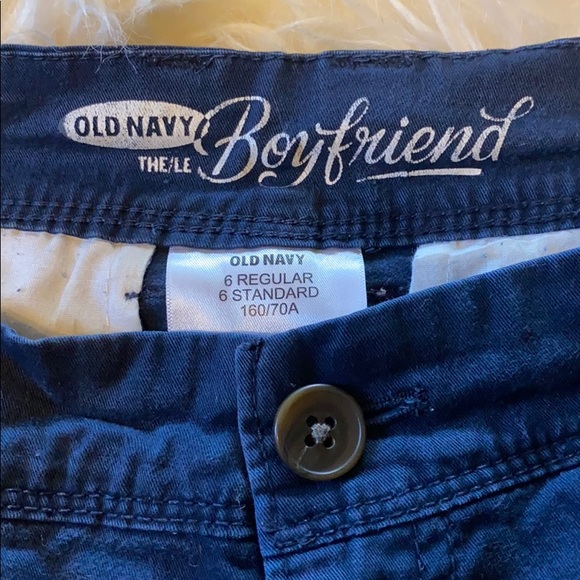 OLD NAVY
THE/LE Boyfriend
OLD NAVY
6 REGULAR
6 STANDARD
160/70A